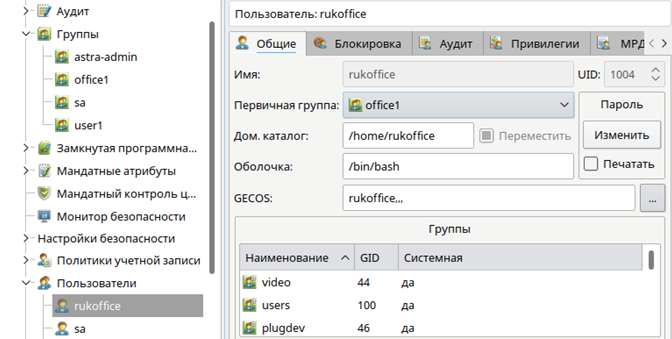 Аудит
Группы
astra-admin
office1
sa
user1
Замкнутая программна...
Мандатные атрибуты
Мандатный контроль ц...
Монитор безопасности
Настройки безопасности
Политики учетной записи
Пользователи
rukoffice
sa
Пользователь: rukoffice
Общие Блокировка Аудит Привилегии МРД
Имя: rukoffice UID: 1004
Первичная группа: office1 Пароль
Дом. каталог: /home/rukoffice Переместить Изменить
Оболочка: /bin/bash Печатать
GECOS: rukoffice,,, ...
Группы
Наименование GID Системная
video 44 да
users 100 да
plugdev 46 да